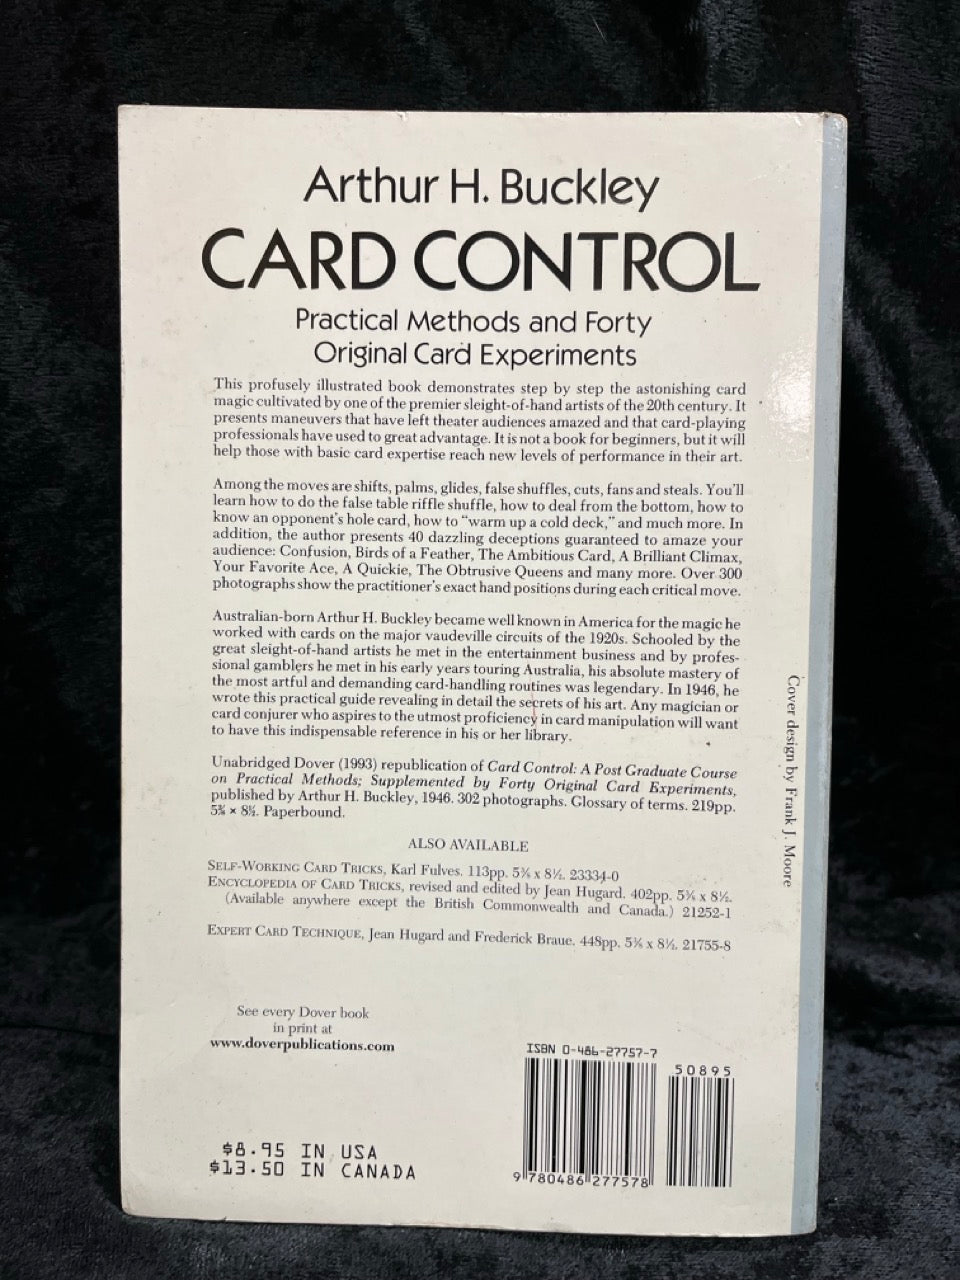 Arthur H. Buckley
CARD CONTROL
Practical Methods and Forty
Original Card Experiments
This profusely illustrated book demonstrates step by step the astonishing card
magic cultivated by one of the premier sleight-of-hand artists of the 20th century. It
presents maneuvers that have left theater audiences amazed and that card-playing
professionals have used to great advantage. It is not a book for beginners, but it will
help those with basic card expertise reach new levels of performance in their art.
Among the moves are shifts, palms, glides, false shuffles, cuts, fans and steals. You'll
learn how to do the false table riffle shuffle, how to deal from the bottom, how to
know an opponent's hole card, how to "warm up a cold deck," and much more. In
addition, the author presents 40 dazzling deceptions guaranteed to amaze your
audience: Confusion, Birds of a Feather, The Ambitious Card, A Brilliant Climax,
Your Favorite Ace, A Quickie, The Obtrusive Queens and many more. Over 300
photographs show the practitioner's exact hand positions during each critical move.
Australian-born Arthur H. Buckley became well known in America for the magic he
worked with cards on the major vaudeville circuits of the 1920s. Schooled by the
great sleight-of-hand artists he met in the entertainment business and by profes-
sional gamblers he met in his early years touring Australia, his absolute mastery of
the most artful and demanding card-handling routines was legendary. In 1946, he
wrote this practical guide revealing in detail the secrets of his art. Any magician or
card conjurer who aspires to the utmost proficiency in card manipulation will want
to have this indispensable reference in his or her library.
Unabridged Dover (1993) republication of Card Control: A Post Graduate Course
on Practical Methods; Supplemented by Forty Original Card Experiments,
published by Arthur H. Buckley, 1946. 302 photographs. Glossary of terms. 219pp.
5⅜ × 8½. Paperbound.
ALSO AVAILABLE
SELF-WORKING CARD TRICKS, Karl Fulves. 113pp. 5⅜ x 8½. 23334-0
ENCYCLOPEDIA OF CARD TRICKS, revised and edited by Jean Hugard. 402pp. 5⅜ x 8½.
(Available anywhere except the British Commonwealth and Canada.) 21252-1
EXPERT CARD TECHNIQUE, Jean Hugard and Frederick Braue. 448pp. 5⅜ x 8½. 21755-8
Cover design by Frank J. Moore
See every Dover book
in print at
www.doverpublications.com
ISBN 0-486-27757-7
50895
9 780486 277578
$8.95 IN USA
$13.50 IN CANADA